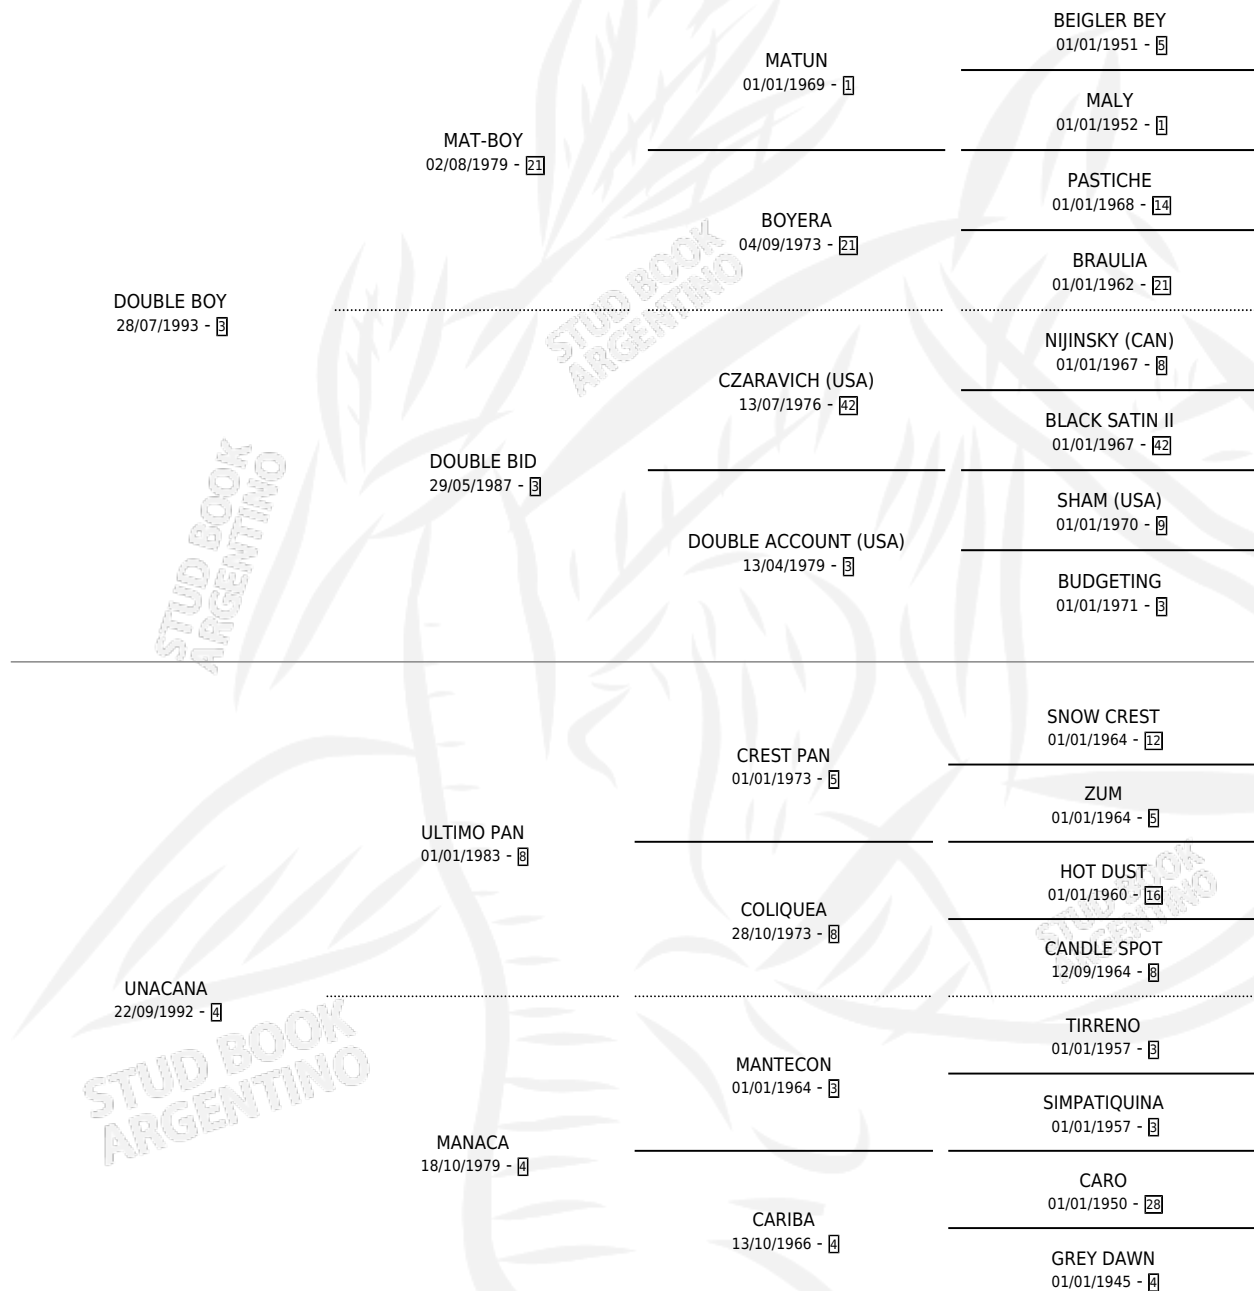 BEIGLER BEY
01/01/1951 - 5
MATUN
01/01/1969 - 1
MALY
01/01/1952 - 1
MAT-BOY
02/08/1979 - 21
PASTICHE
01/01/1968 - 14
BOYERA
04/09/1973 - 21
BRAULIA
01/01/1962 - 21
DOUBLE BOY
28/07/1993 - 3
NIJINSKY (CAN)
01/01/1967 - 8
CZARAVICH (USA)
13/07/1976 - 42
BLACK SATIN II
01/01/1967 - 42
DOUBLE BID
29/05/1987 - 3
SHAM (USA)
01/01/1970 - 9
DOUBLE ACCOUNT (USA)
13/04/1979 - 3
BUDGETING
01/01/1971 - 3
SNOW CREST
01/01/1964 - 12
CREST PAN
01/01/1973 - 5
ZUM
01/01/1964 - 5
ULTIMO PAN
01/01/1983 - 8
HOT DUST
01/01/1960 - 16
COLIQUEA
28/10/1973 - 8
CANDLE SPOT
12/09/1964 - 8
UNACANA
22/09/1992 - 4
TIRRENO
01/01/1957 - 3
MANTECON
01/01/1964 - 3
SIMPATIQUINA
01/01/1957 - 3
MANACA
18/10/1979 - 4
CARO
01/01/1950 - 28
CARIBA
13/10/1966 - 4
GREY DAWN
01/01/1945 - 4
STUD BOOK
ARGENTINO
STUD BOOK
ARGENTINO
STUD BOOK
ARGENTINO
STUD BOOK
ARGENTINO